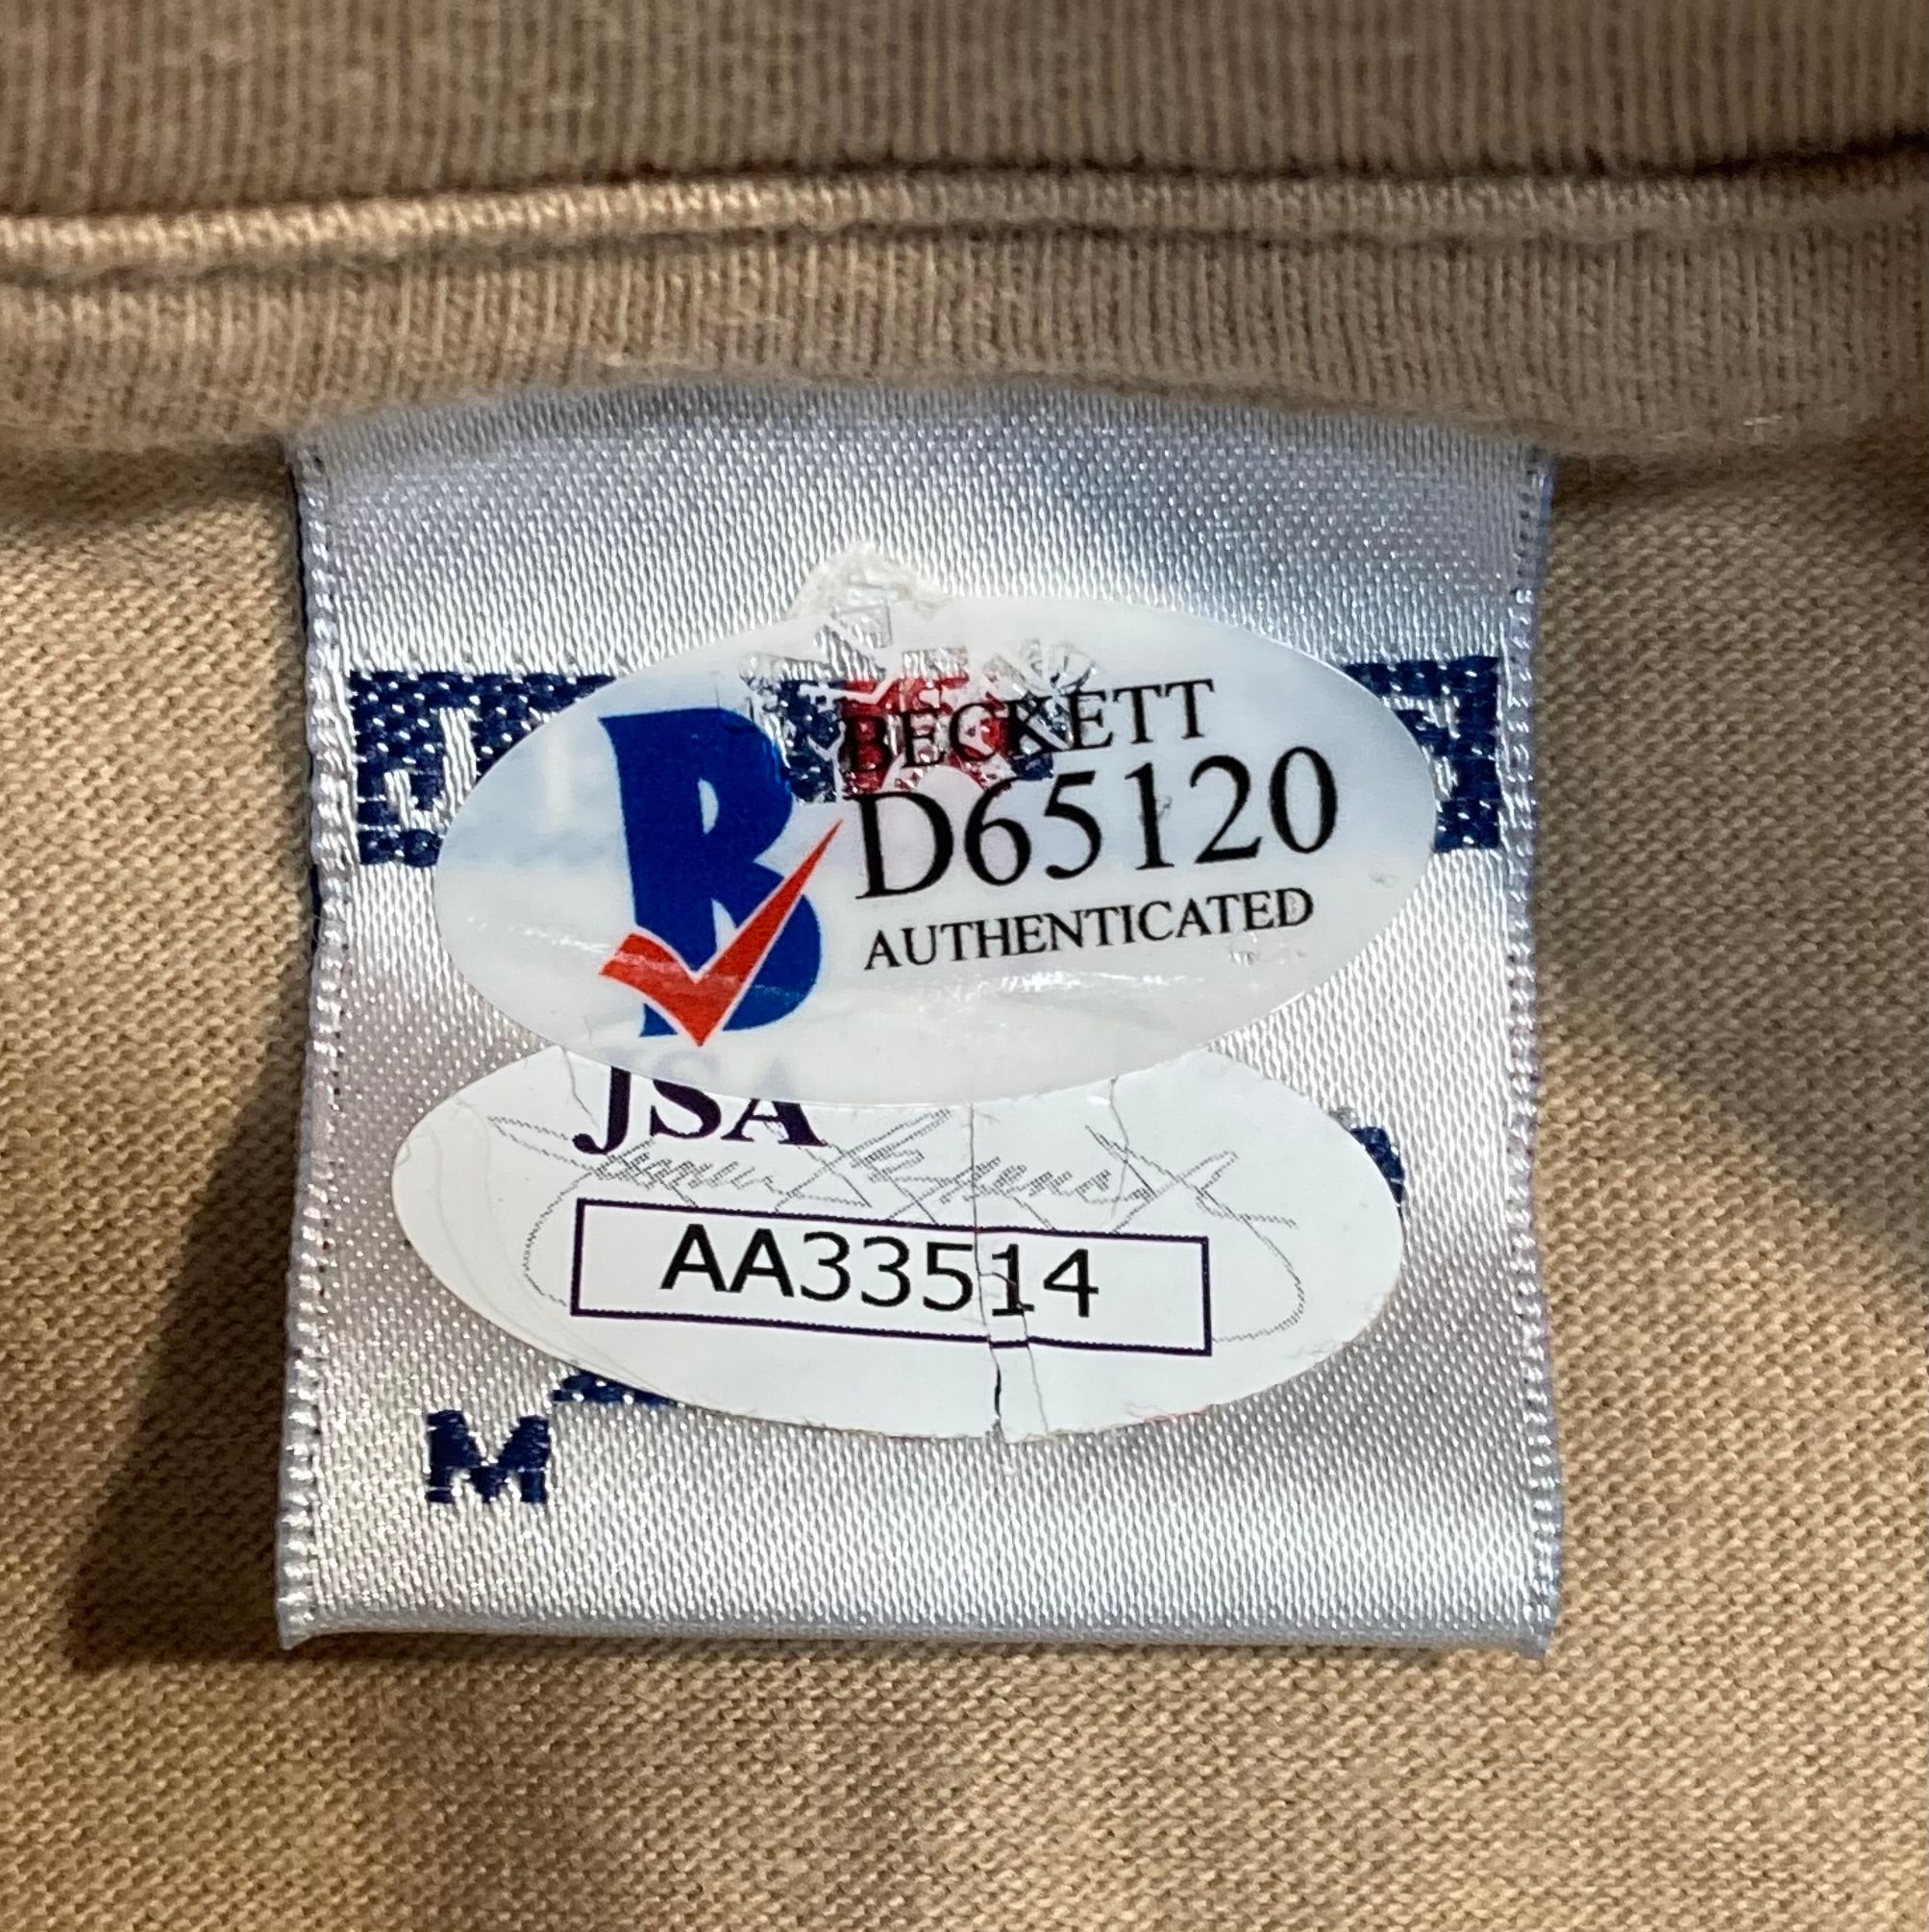 BECKETT
D65120
AUTHENTICATED
JSA
AA33514
M